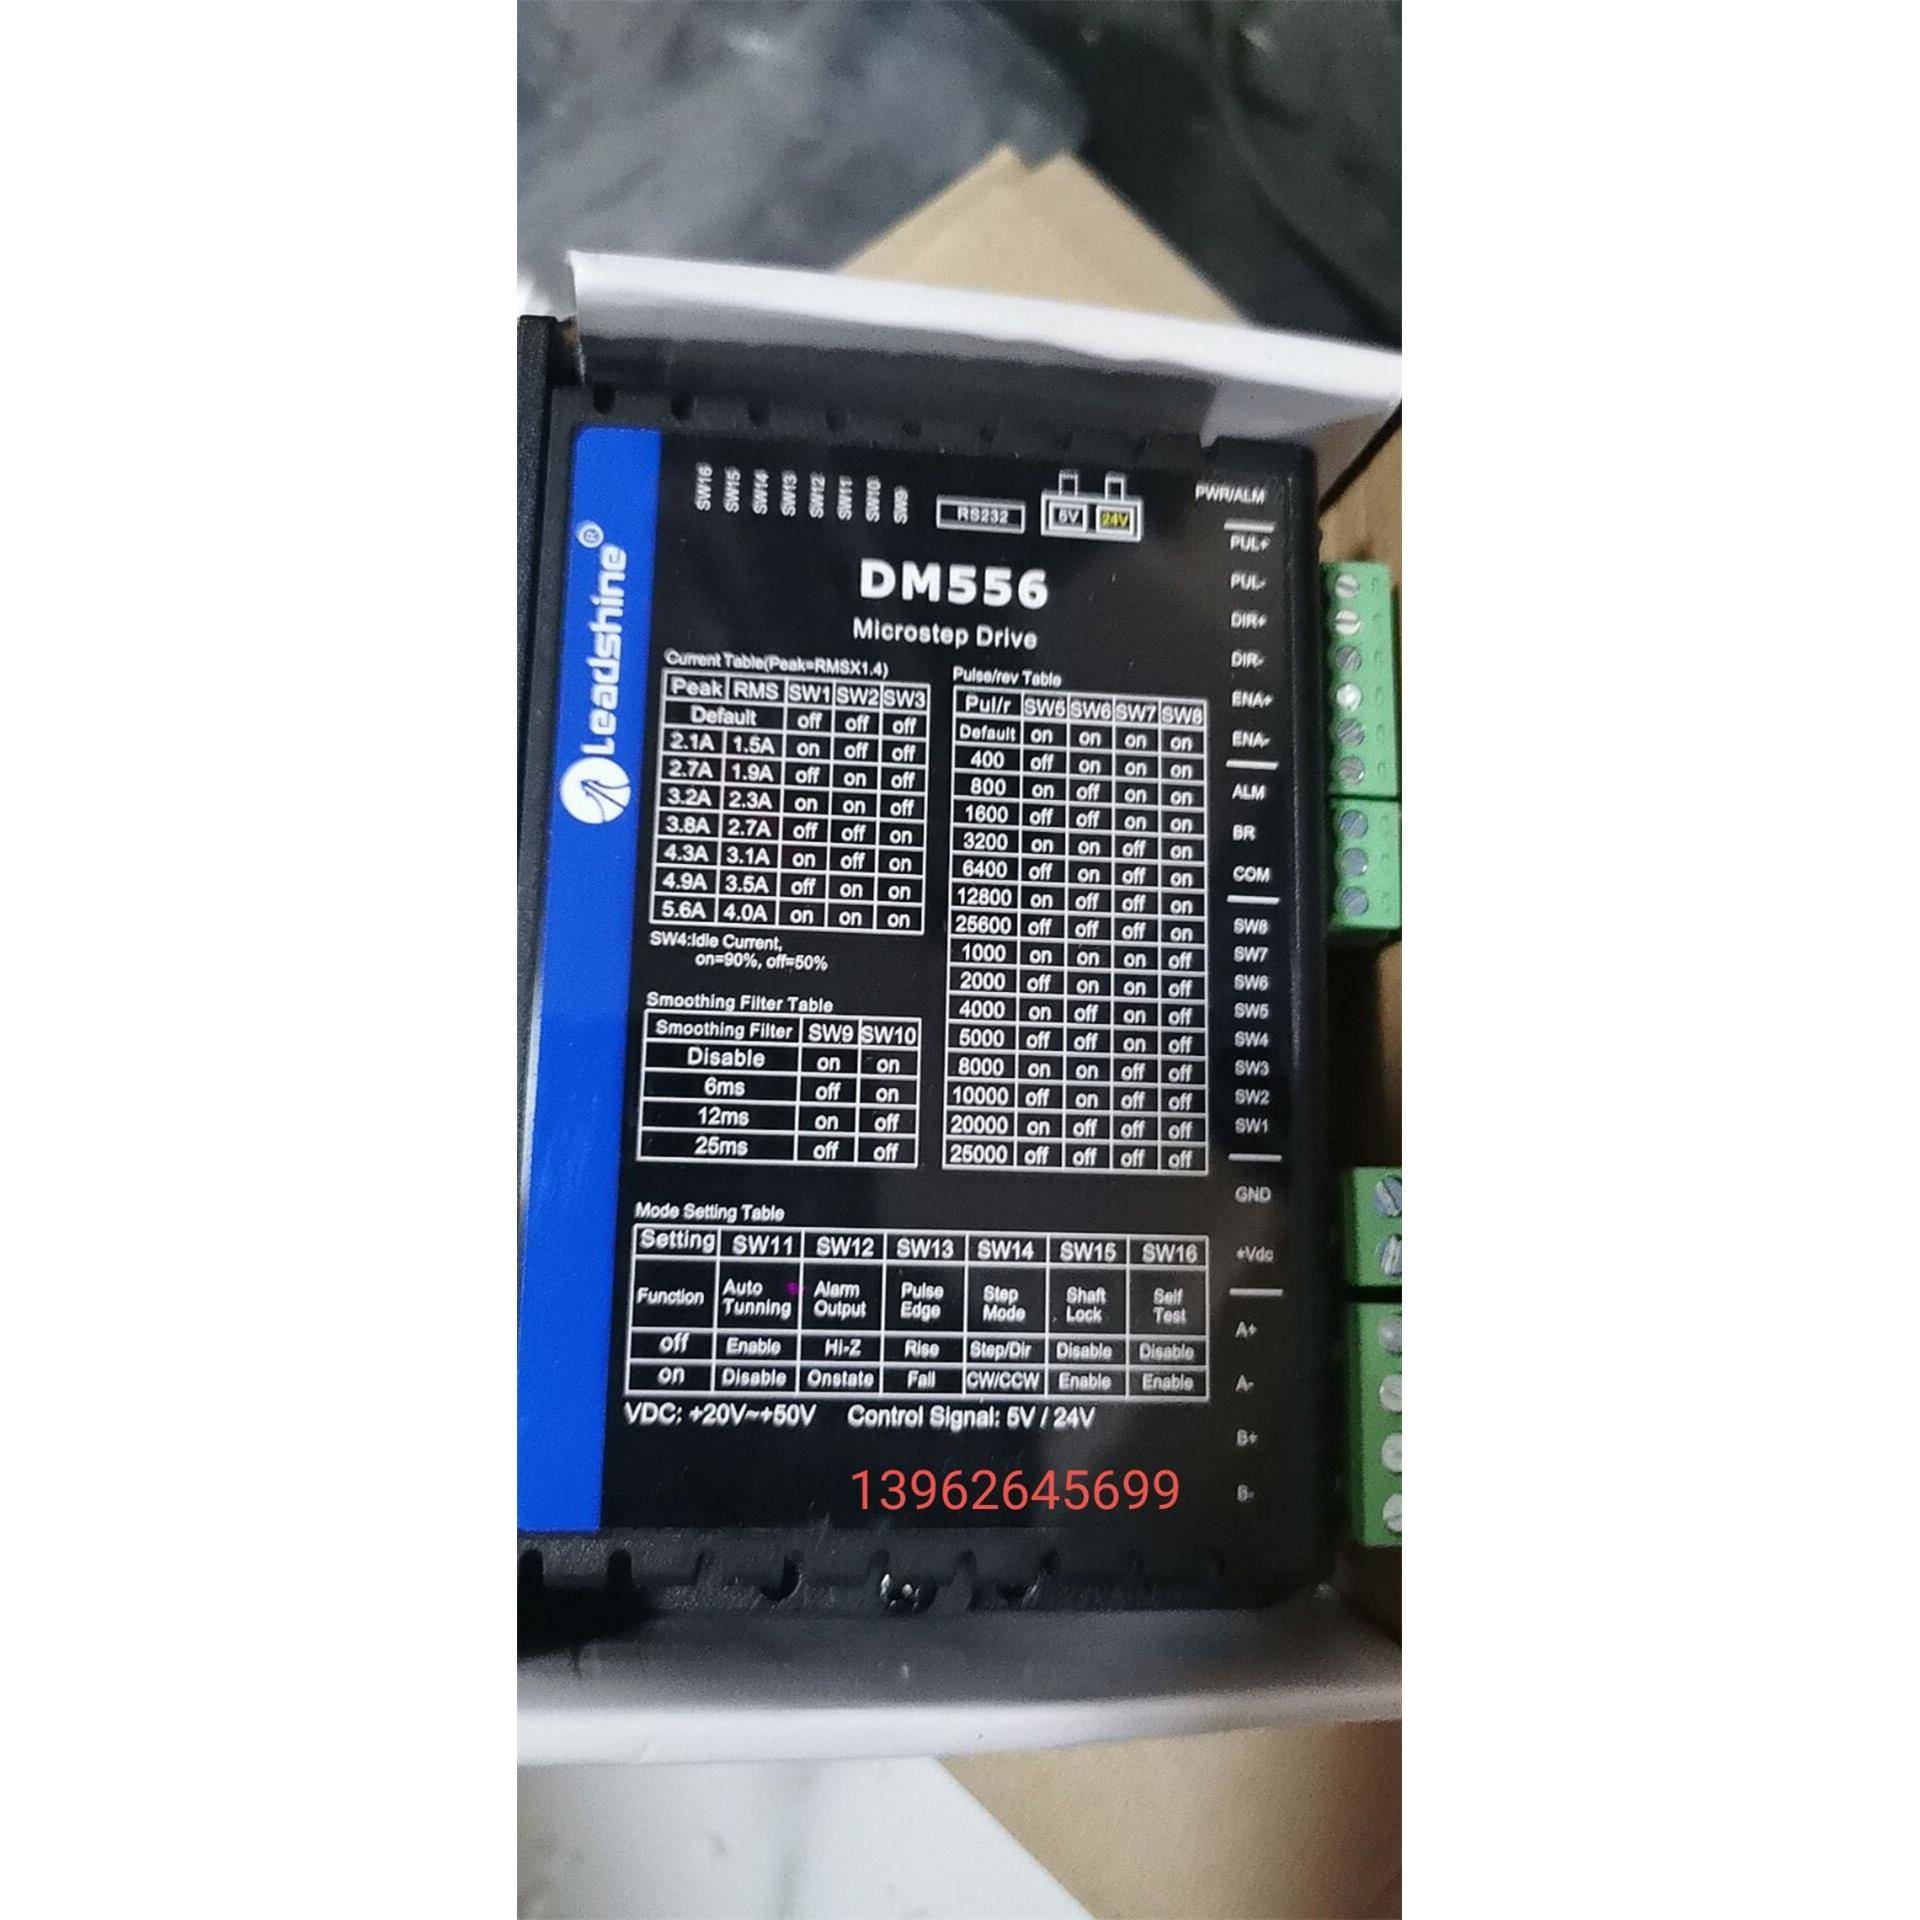 SW16 SW15 SW14 SW13 SW12 SW11 SW10 SW9
RS232
5V 24V
PWR/ALM
Leadshine®
DM556
Microstep Drive
Current Table(Peak=RMSX1.4)
Peak RMS SW1 SW2 SW3
Default off off off
2.1A 1.5A on off off
2.7A 1.9A off on off
3.2A 2.3A on on off
3.8A 2.7A off off on
4.3A 3.1A on off on
4.9A 3.5A off on on
5.6A 4.0A on on on
SW4:Idle Current,
on=90%, off=50%
Smoothing Filter Table
Smoothing Filter SW9 SW10
Disable on on
6ms off on
12ms on off
25ms off off
Pulse/rev Table
Pul/r SW5 SW6 SW7 SW8
Default on on on on
400 off on on on
800 on off on on
1600 off off on on
3200 on on off on
6400 off on off on
12800 on off off on
25600 off off off on
1000 on on on off
2000 off on on off
4000 on off on off
5000 off off on off
8000 on on off off
10000 off on off off
20000 on off off off
25000 off off off off
Mode Setting Table
Setting SW11 SW12 SW13 SW14 SW15 SW16
Function Auto Tunning Alarm Output Pulse Edge Step Mode Shaft Lock Self Test
off Enable Hi-Z Rise Step/Dir Disable Disable
on Disable Onstate Fall CW/CCW Enable Enable
VDC: +20V~+50V Control Signal: 5V / 24V
PUL+
PUL-
DIR+
DIR-
ENA+
ENA-
ALM
BR
COM
SW8
SW7
SW6
SW5
SW4
SW3
SW2
SW1
GND
+Vdc
A+
A-
B+
B-
13962645699